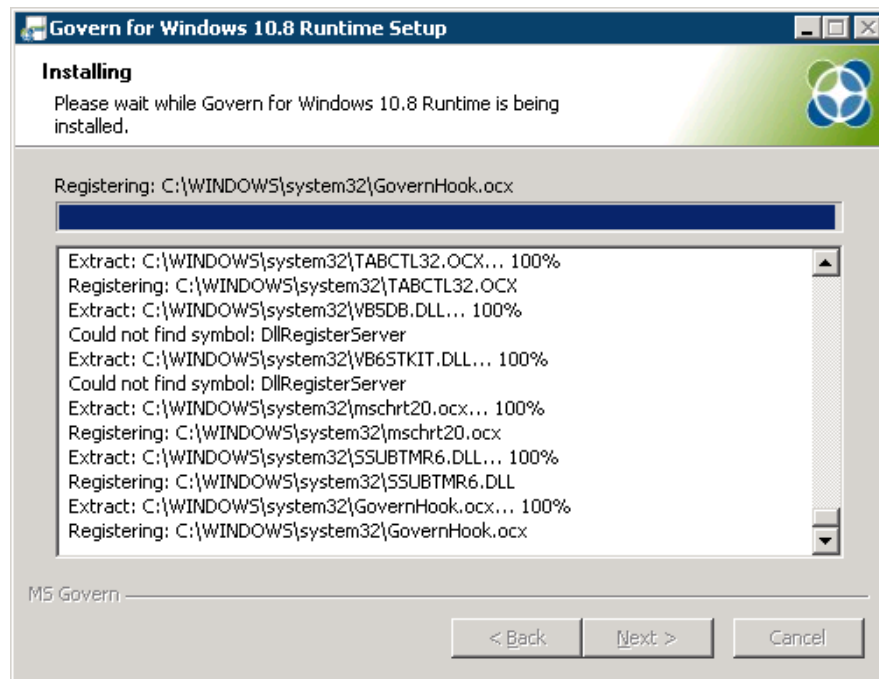 Govern for Windows 10.8 Runtime Setup
Installing
Please wait while Govern for Windows 10.8 Runtime is being
installed.
Registering: C:\WINDOWS\system32\GovernHook.ocx
Extract: C:\WINDOWS\system32\TABCTL32.OCX... 100%
Registering: C:\WINDOWS\system32\TABCTL32.OCX
Extract: C:\WINDOWS\system32\VB5DB.DLL... 100%
Could not find symbol: DllRegisterServer
Extract: C:\WINDOWS\system32\VB6STKIT.DLL... 100%
Could not find symbol: DllRegisterServer
Extract: C:\WINDOWS\system32\mschrt20.ocx... 100%
Registering: C:\WINDOWS\system32\mschrt20.ocx
Extract: C:\WINDOWS\system32\SSUBTMR6.DLL... 100%
Registering: C:\WINDOWS\system32\SSUBTMR6.DLL
Extract: C:\WINDOWS\system32\GovernHook.ocx... 100%
Registering: C:\WINDOWS\system32\GovernHook.ocx
MS Govern
< Back Next > Cancel